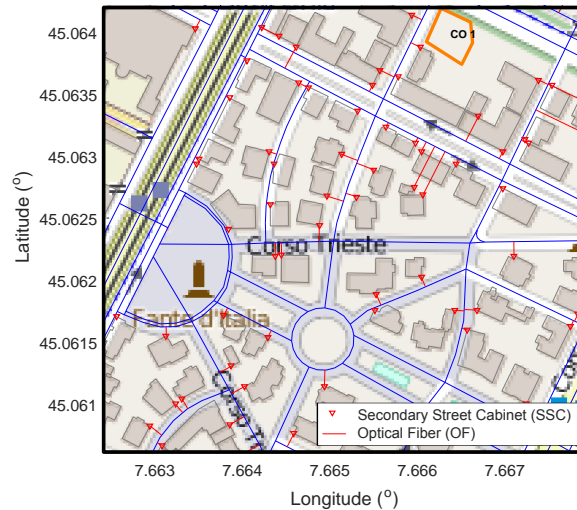 45.064
CO 1
45.0635
45.063
45.0625
Corso Trieste
45.062
Fante d'Italia
45.0615
45.061
Secondary Street Cabinet (SSC)
Optical Fiber (OF)
7.663 7.664 7.665 7.666 7.667
Latitude (°)
Longitude (°)